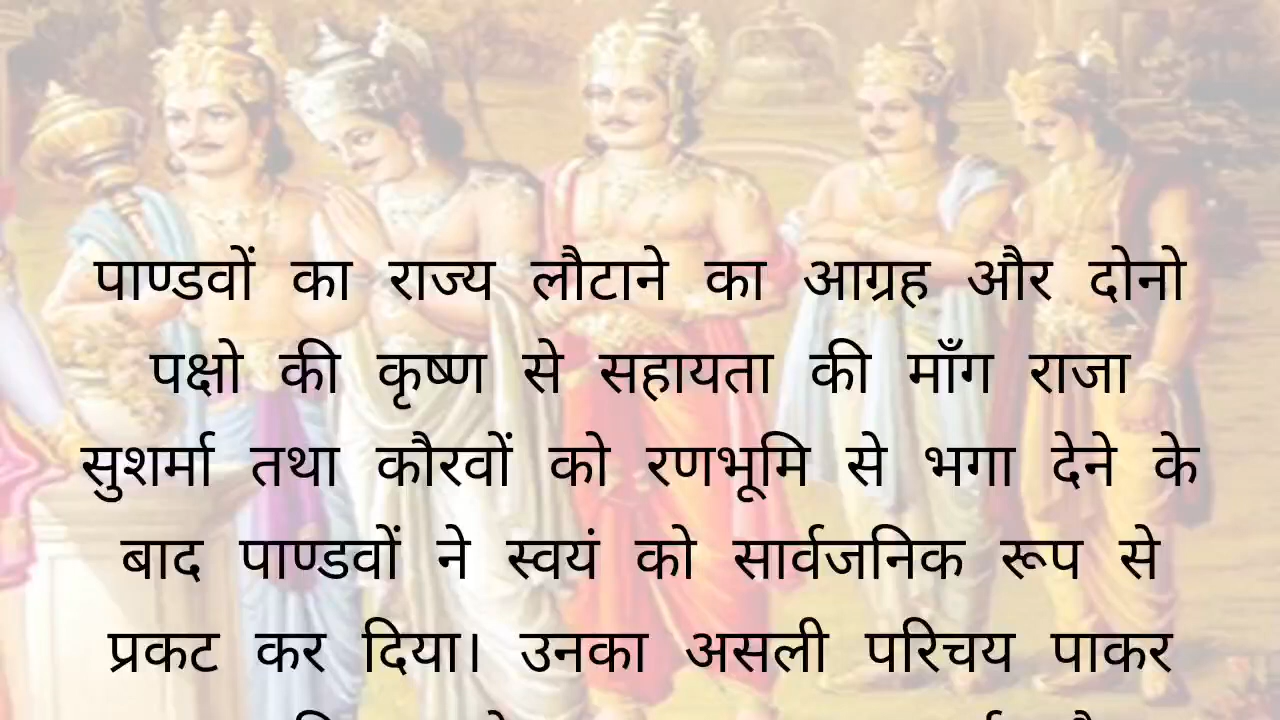 पाण्डवों का राज्य लौटाने का आग्रह और दोनो
पक्षो की कृष्ण से सहायता की माँग राजा
सुशर्मा तथा कौरवों को रणभूमि से भगा देने के
बाद पाण्डवों ने स्वयं को सार्वजनिक रूप से
प्रकट कर दिया। उनका असली परिचय पाकर